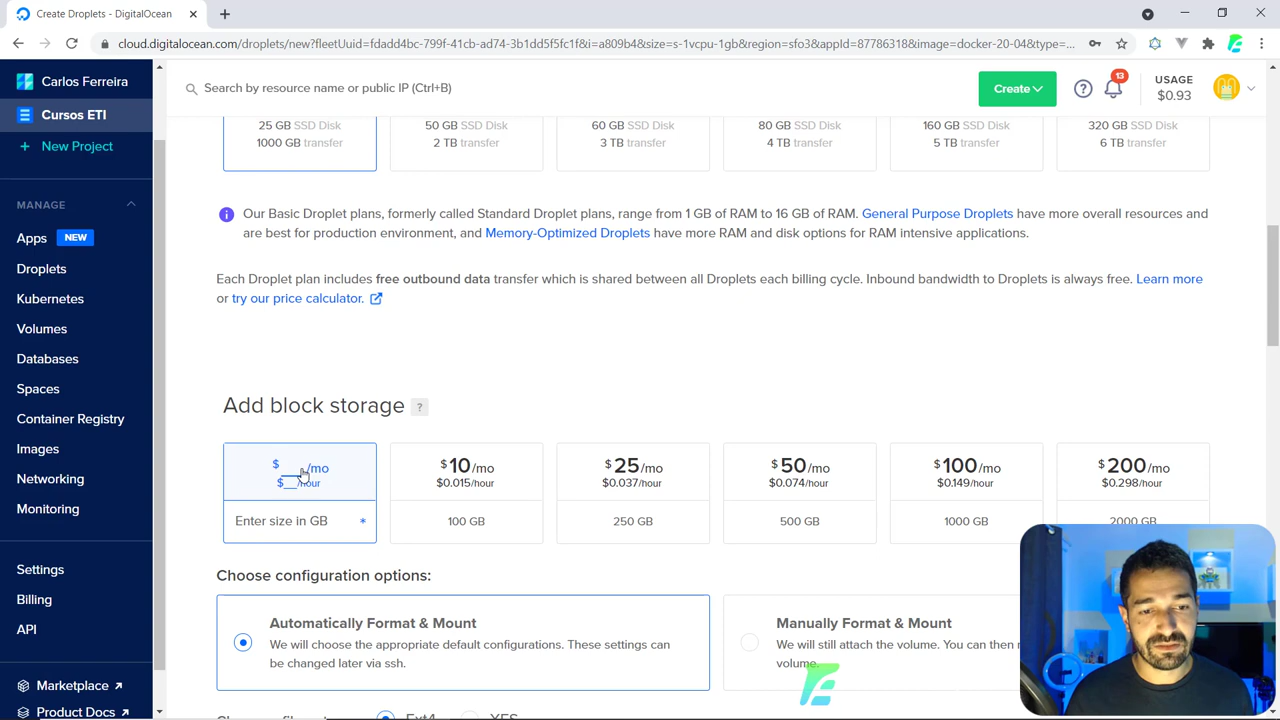 Create Droplets - DigitalOcean
cloud.digitalocean.com/droplets/new?fleetUuid=fdadd4bc-799f-41cb-ad74-3b1dd5f5fc1f&i=a809b4&size=s-1vcpu-1gb&region=sfo3&appId=87786318&image=docker-20-04&type=...
Carlos Ferreira
Cursos ETI
+ New Project
MANAGE
Apps NEW
Droplets
Kubernetes
Volumes
Databases
Spaces
Container Registry
Images
Networking
Monitoring
Settings
Billing
API
Marketplace
Product Docs
Search by resource name or public IP (Ctrl+B)
Create
?
13
USAGE
$0.93
25 GB SSD Disk
1000 GB transfer
50 GB SSD Disk
2 TB transfer
60 GB SSD Disk
3 TB transfer
80 GB SSD Disk
4 TB transfer
160 GB SSD Disk
5 TB transfer
320 GB SSD Disk
6 TB transfer
Our Basic Droplet plans, formerly called Standard Droplet plans, range from 1 GB of RAM to 16 GB of RAM. General Purpose Droplets have more overall resources and
are best for production environment, and Memory-Optimized Droplets have more RAM and disk options for RAM intensive applications.
Each Droplet plan includes free outbound data transfer which is shared between all Droplets each billing cycle. Inbound bandwidth to Droplets is always free. Learn more
or try our price calculator.
Add block storage ?
$ ___/mo
$__/hour
Enter size in GB *
$10/mo
$0.015/hour
100 GB
$25/mo
$0.037/hour
250 GB
$50/mo
$0.074/hour
500 GB
$100/mo
$0.149/hour
1000 GB
$200/mo
$0.298/hour
2000 GB
Choose configuration options:
Automatically Format & Mount
We will choose the appropriate default configurations. These settings
can be changed later via ssh.
Manually Format & Mount
We will still attach the volume. You can then
volume.
Ext4
XFS